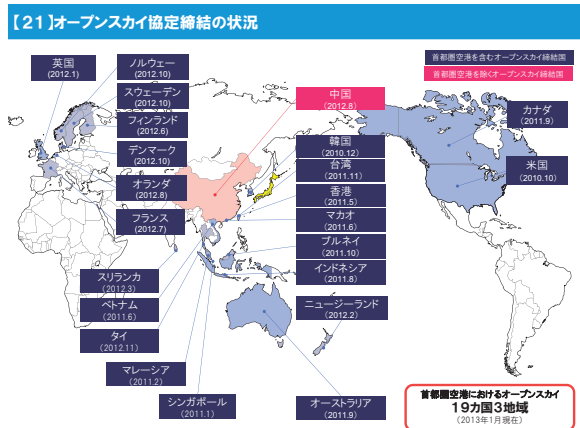 【21】オープンスカイ協定締結の状況
首都圏空港を含むオープンスカイ締結国
首都圏空港を除くオープンスカイ締結国
英国
(2012.1)
ノルウェー
(2012.10)
スウェーデン
(2012.10)
フィンランド
(2012.6)
デンマーク
(2012.10)
オランダ
(2012.8)
フランス
(2012.7)
中国
(2012.8)
韓国
(2010.12)
台湾
(2011.11)
香港
(2011.5)
マカオ
(2011.6)
ブルネイ
(2011.10)
インドネシア
(2011.8)
ニュージーランド
(2012.2)
カナダ
(2011.9)
米国
(2010.10)
スリランカ
(2012.3)
ベトナム
(2011.6)
タイ
(2012.11)
マレーシア
(2011.2)
シンガポール
(2011.1)
オーストラリア
(2011.9)
首都圏空港におけるオープンスカイ
19カ国3地域
(2013年1月現在)